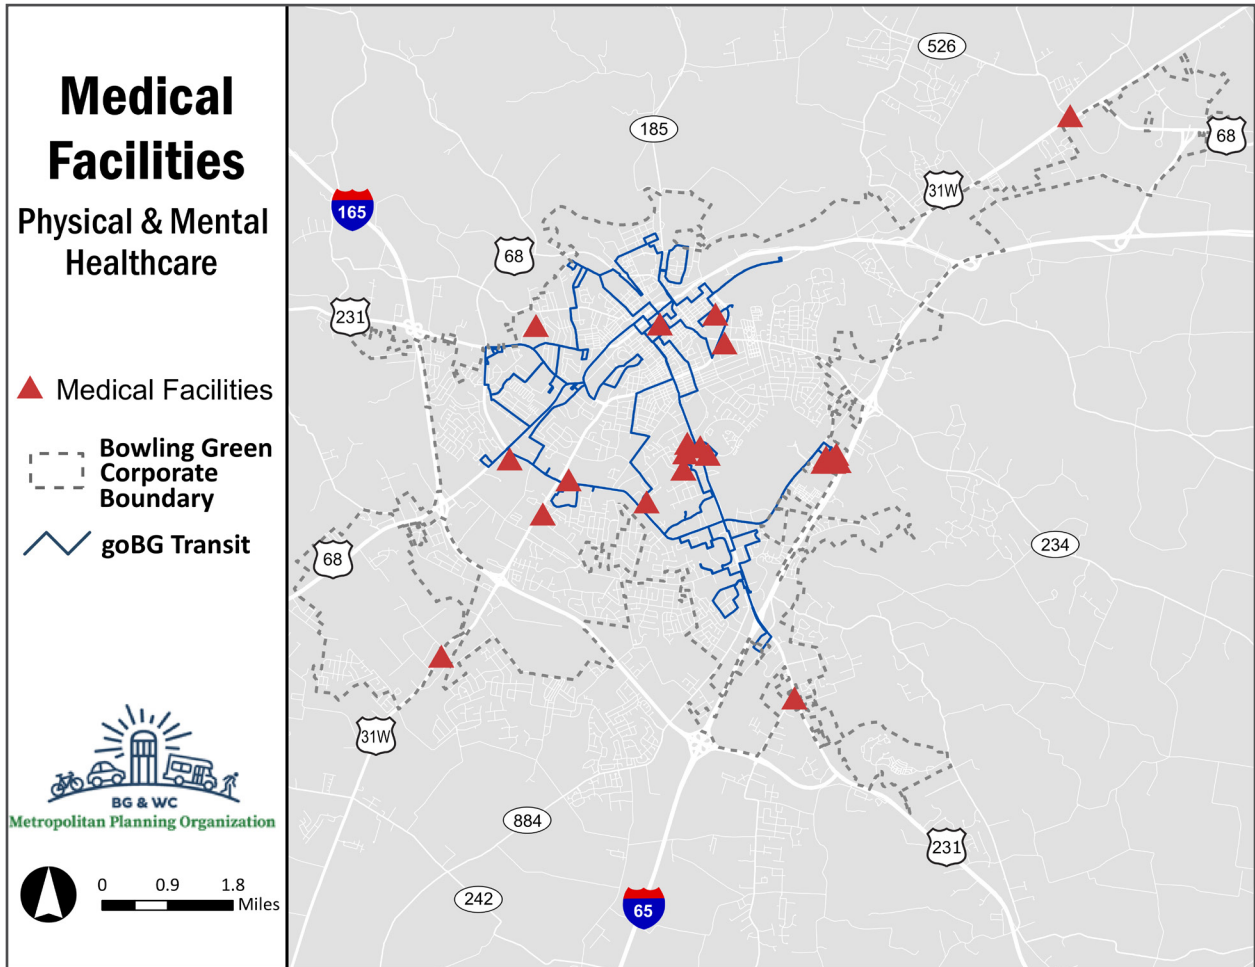 Medical
Facilities
Physical & Mental
Healthcare
Medical Facilities
Bowling Green
Corporate
Boundary
goBG Transit
BG & WC
Metropolitan Planning Organization
0 0.9 1.8
Miles
526
185
68
31W
165
68
231
68
234
31W
884
231
242
65